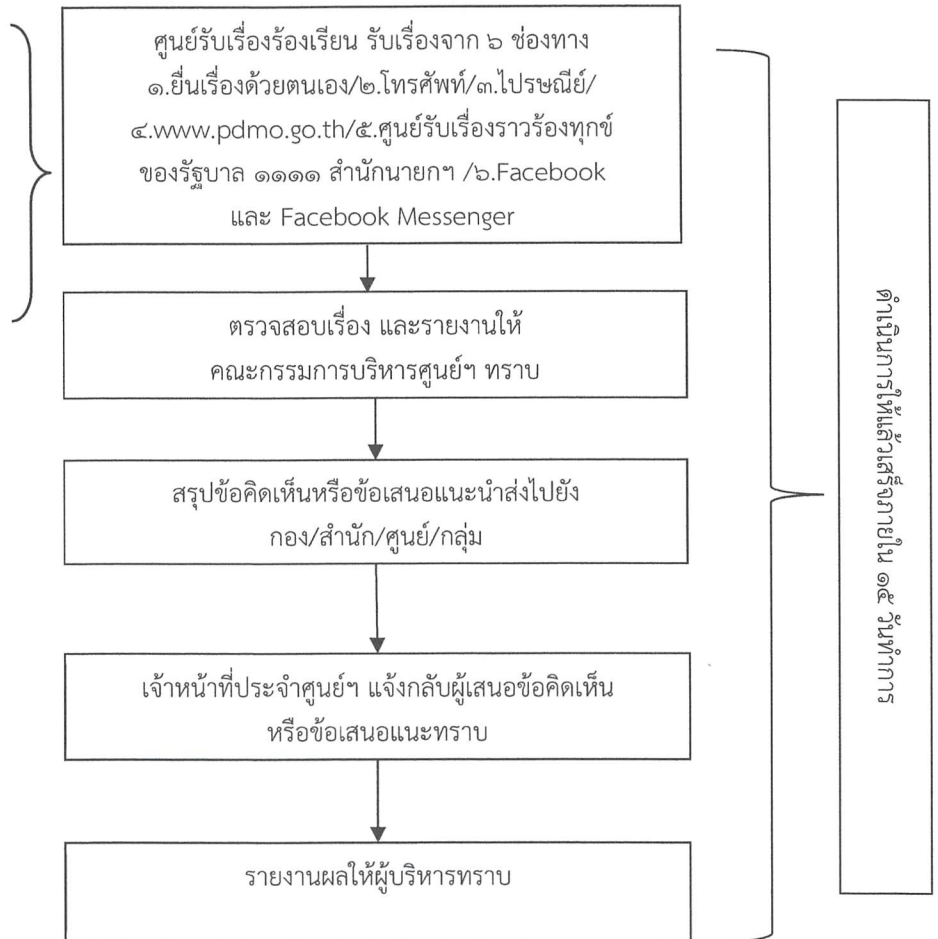 ศูนย์รับเรื่องร้องเรียน รับเรื่องจาก ๖ ช่องทาง
๑.ยื่นเรื่องด้วยตนเอง/๒.โทรศัพท์/๓.ไปรษณีย์/
๔.www.pdmo.go.th/๕.ศูนย์รับเรื่องราวร้องทุกข์
ของรัฐบาล ๑๑๑๑ สำนักนายกฯ /๖.Facebook
และ Facebook Messenger
ตรวจสอบเรื่อง และรายงานให้
คณะกรรมการบริหารศูนย์ฯ ทราบ
สรุปข้อคิดเห็นหรือข้อเสนอแนะนำส่งไปยัง
กอง/สำนัก/ศูนย์/กลุ่ม
เจ้าหน้าที่ประจำศูนย์ฯ แจ้งกลับผู้เสนอข้อคิดเห็น
หรือข้อเสนอแนะทราบ
รายงานผลให้ผู้บริหารทราบ
ดำเนินการให้แล้วเสร็จภายใน ๑๕ วันทำการ